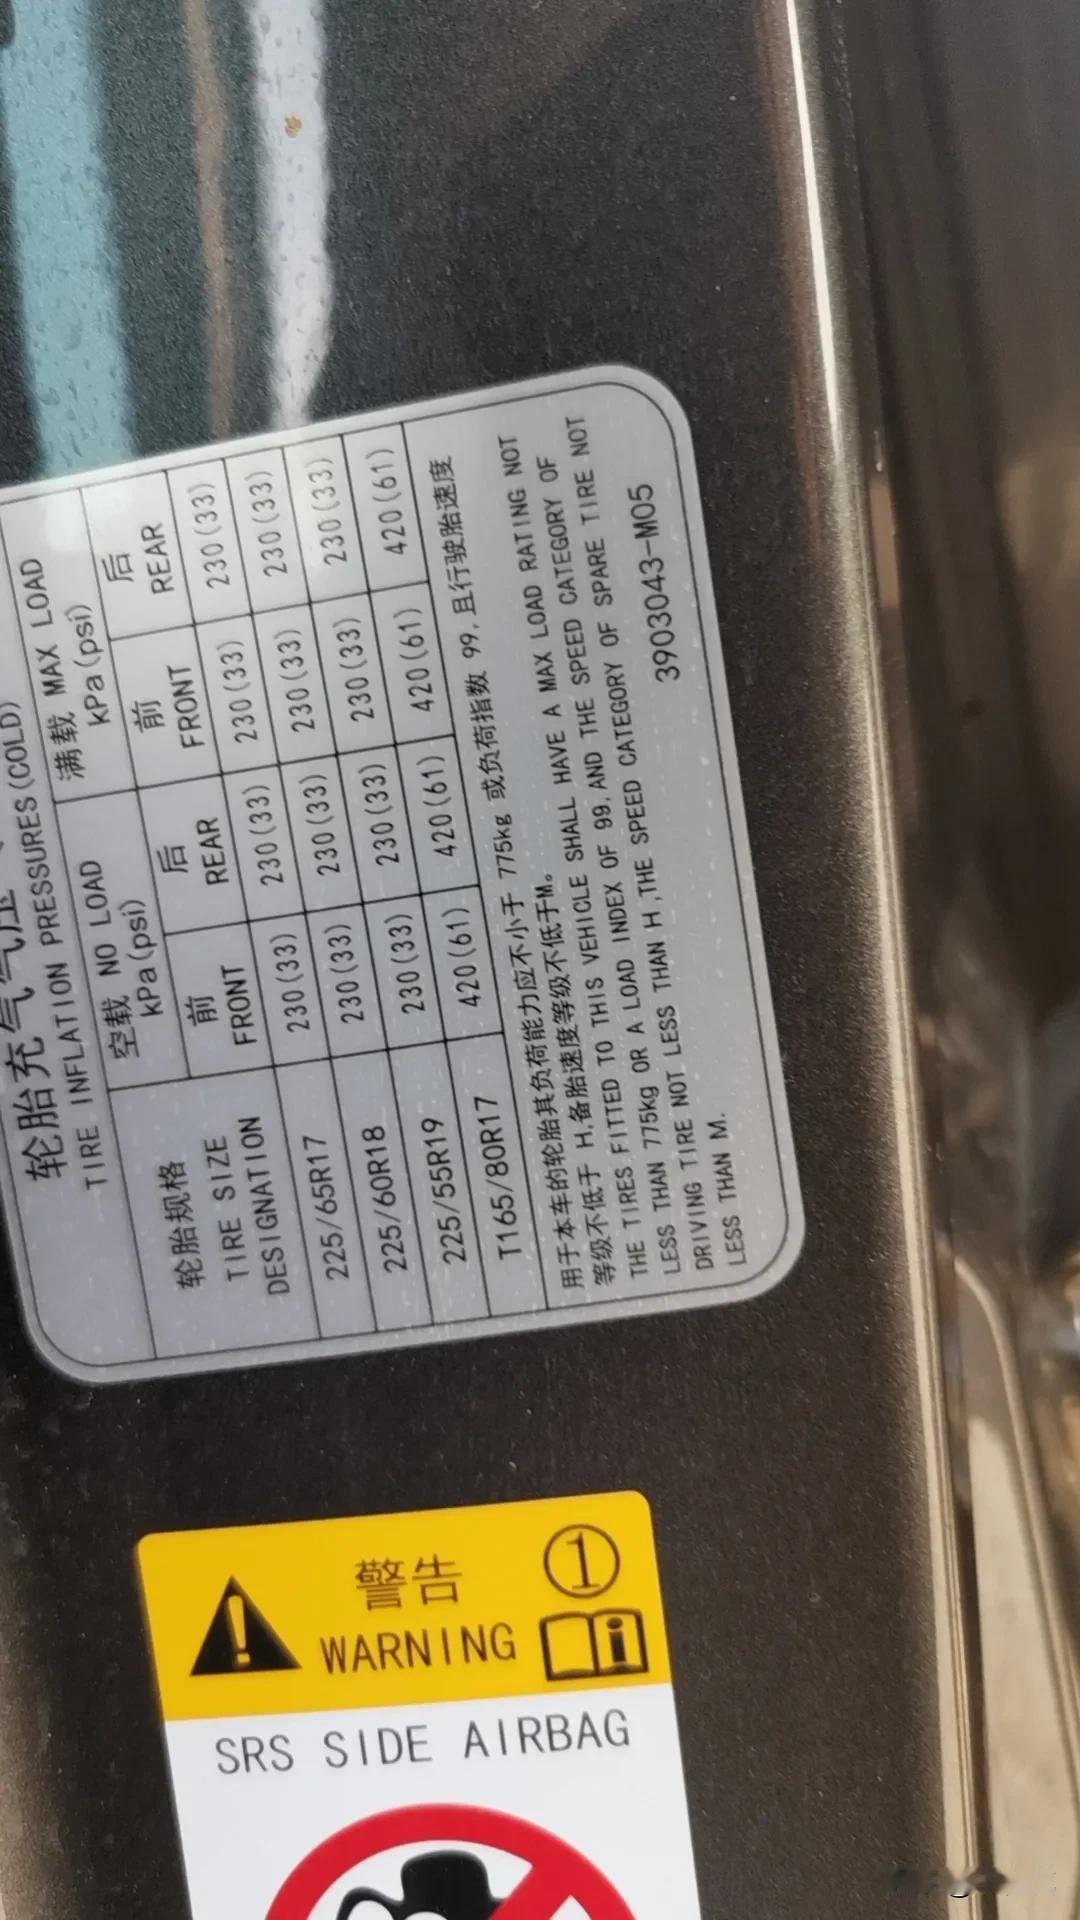 轮胎充气气压
TIRE INFLATION PRESSURES(COLD)
空载 NO LOAD
kPa(psi)
满载 MAX LOAD
kPa(psi)
轮胎规格
TIRE SIZE
DESIGNATION
前
FRONT
后
REAR
前
FRONT
后
REAR
225/65R17 230(33) 230(33) 230(33) 230(33)
225/60R18 230(33) 230(33) 230(33) 230(33)
225/55R19 230(33) 230(33) 230(33) 230(33)
T165/80R17 420(61) 420(61) 420(61) 420(61)
用于本车的轮胎其负荷能力应不小于 775kg 或负荷指数 99,且行驶胎速度
等级不低于 H,备胎速度等级不低于M。
THE TIRES FITTED TO THIS VEHICLE SHALL HAVE A MAX LOAD RATING NOT
LESS THAN 775kg OR A LOAD INDEX OF 99,AND THE SPEED CATEGORY OF
DRIVING TIRE NOT LESS THAN H ,THE SPEED CATEGORY OF SPARE TIRE NOT
LESS THAN M.
3903043-M05
警告
WARNING
1
i
SRS SIDE AIRBAG